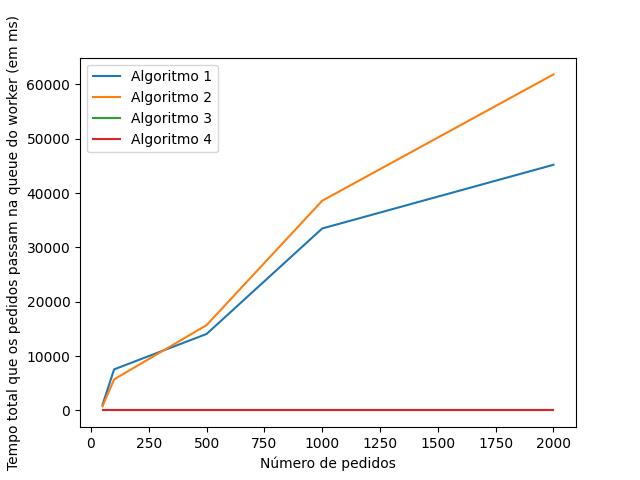 Tempo total que os pedidos passam na queue do worker (em ms)
60000
50000
40000
30000
20000
10000
0
Algoritmo 1
Algoritmo 2
Algoritmo 3
Algoritmo 4
0 250 500 750 1000 1250 1500 1750 2000
Número de pedidos